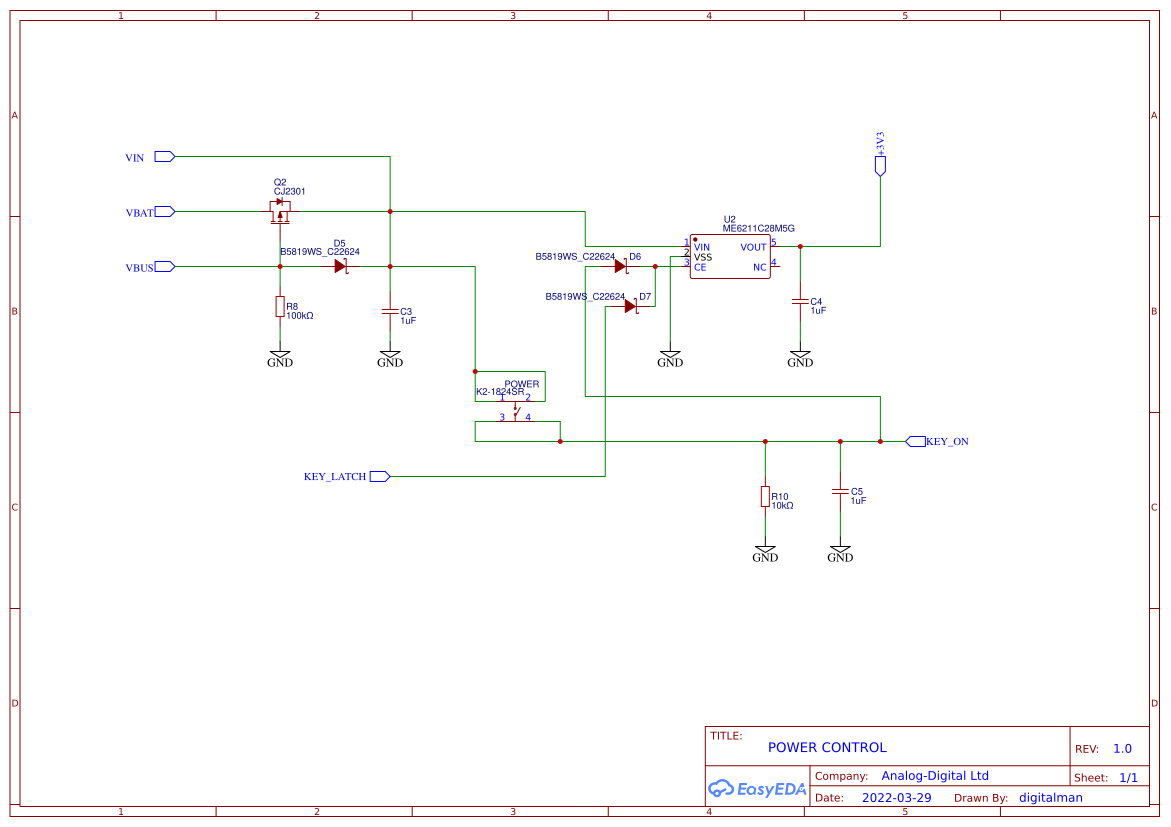 1 2 3 4 5
A A
+3V3
VIN
Q2
CJ2301
VBAT
U2
ME6211C28M5G
D5
B5819WS_C22624
VBUS
B5819WS_C22624 D6
1 VIN VOUT 5
2 VSS
3 CE NC 4
B5819WS_C22624 D7
R8
100kΩ
C3
1uF
C4
1uF
B B
GND GND GND GND
POWER
K2-1824SR
1 2
3 4
KEY_ON
KEY_LATCH
R10
10kΩ
C5
1uF
C C
GND GND
D D
TITLE:
POWER CONTROL
REV: 1.0
EasyEDA
Company: Analog-Digital Ltd
Sheet: 1/1
Date: 2022-03-29 Drawn By: digitalman
1 2 3 4 5